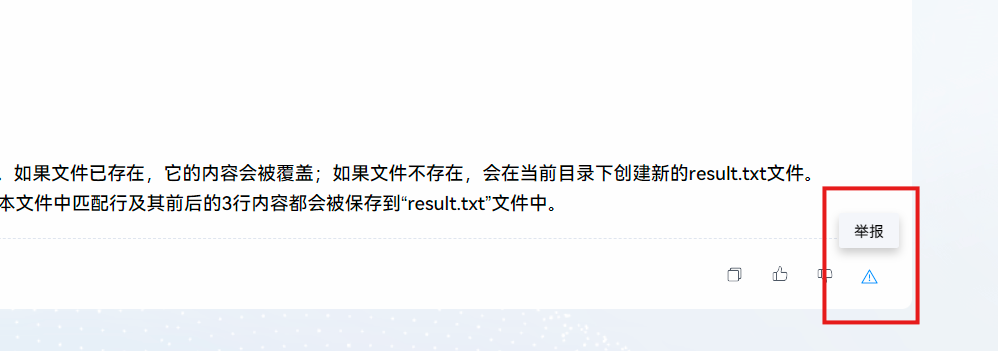 如果文件已存在，它的内容会被覆盖；如果文件不存在，会在当前目录下创建新的result.txt文件。
本文件中匹配行及其前后的3行内容都会被保存到“result.txt”文件中。
举报